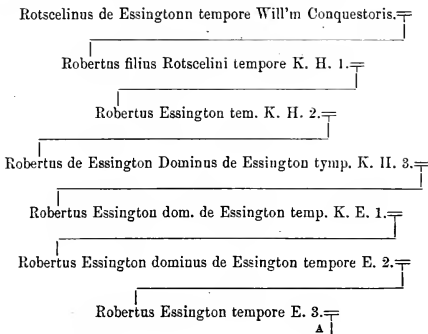 Rotscelinus de Essingtonn tempore Will'm Conquestoris.
Robertus filius Rotscelini tempore K. H. 1.
Robertus Essington tem. K. H. 2.
Robertus de Essington Dominus de Essington tymp. K. H. 3.
Robertus Essington dom. de Essington temp. K. E. 1.
Robertus Essington dominus de Essington tempore E. 2.
Robertus Essington tempore E. 3.
A